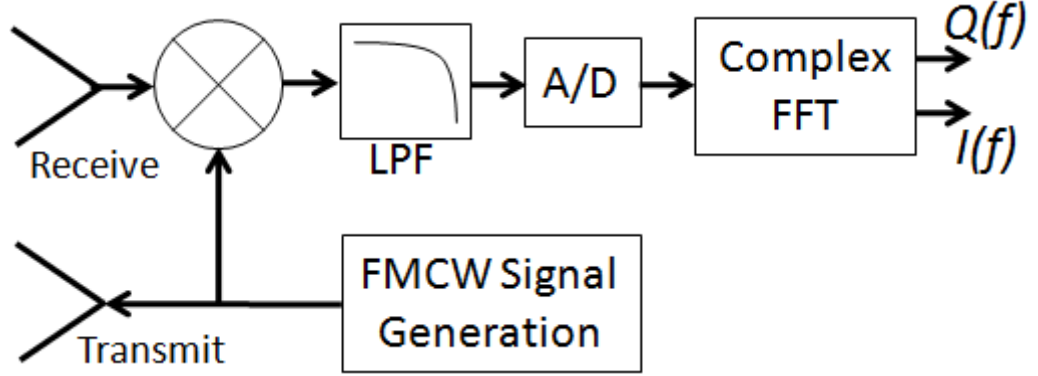 Q(f)
Complex
FFT
A/D
I(f)
LPF
Receive
FMCW Signal
Generation
Transmit